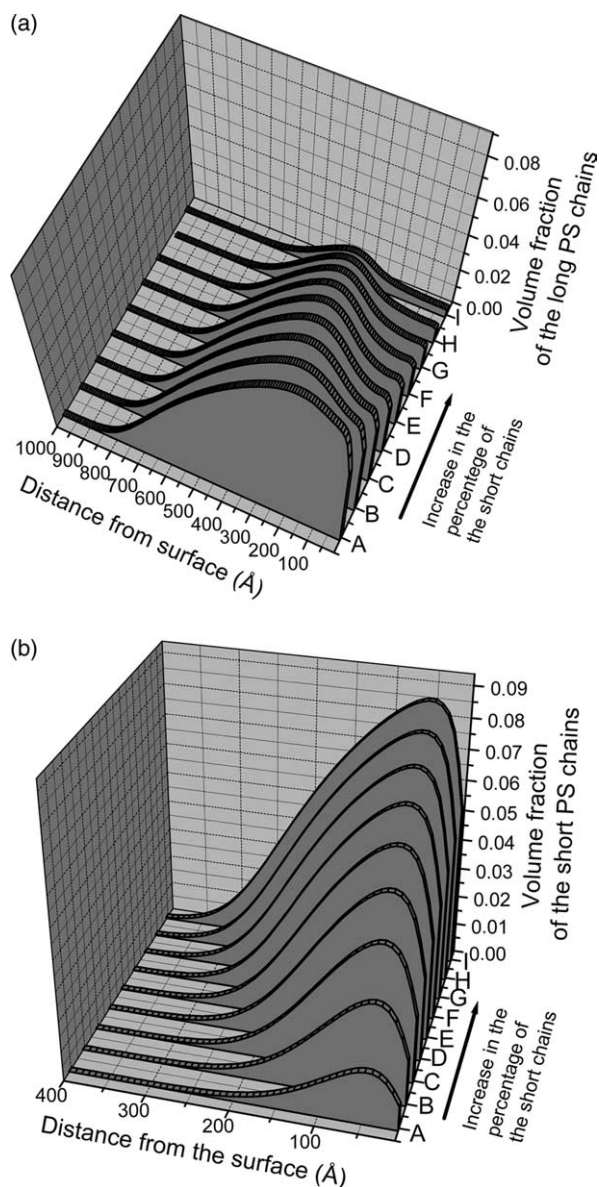 (a)
0.08
0.06
0.04
0.02
0.00
Volume fraction
of the long PS chains
I
H
G
F
E
D
C
B
A
Increase in the
percentege of
the short chains
1000
900
800
700
600
500
400
300
200
100
Distance from surface (Å)
(b)
0.09
0.08
0.07
0.06
0.05
0.04
0.03
0.02
0.01
0.00
Volume fraction
of the short PS chains
I
H
G
F
E
D
C
B
A
Increase in the
percentage of
the short chains
400
300
200
100
Distance from the surface (Å)